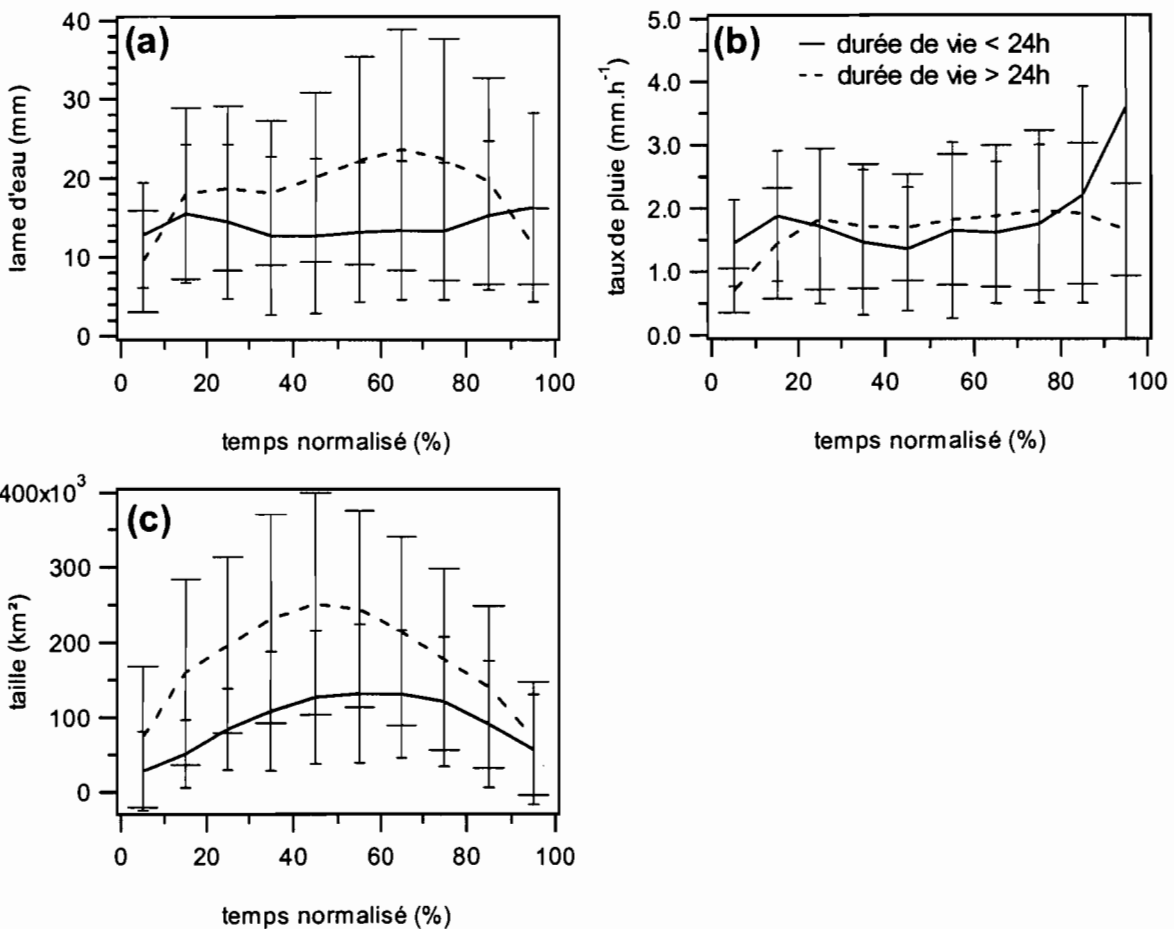 (a)
lame d'eau (mm)
40
30
20
10
0
0 20 40 60 80 100
temps normalisé (%)
(b)
durée de vie < 24h
durée de vie > 24h
taux de pluie (mm.h⁻¹)
5.0
4.0
3.0
2.0
1.0
0.0
0 20 40 60 80 100
temps normalisé (%)
(c)
taille (km²)
400x10³
300
200
100
0
0 20 40 60 80 100
temps normalisé (%)